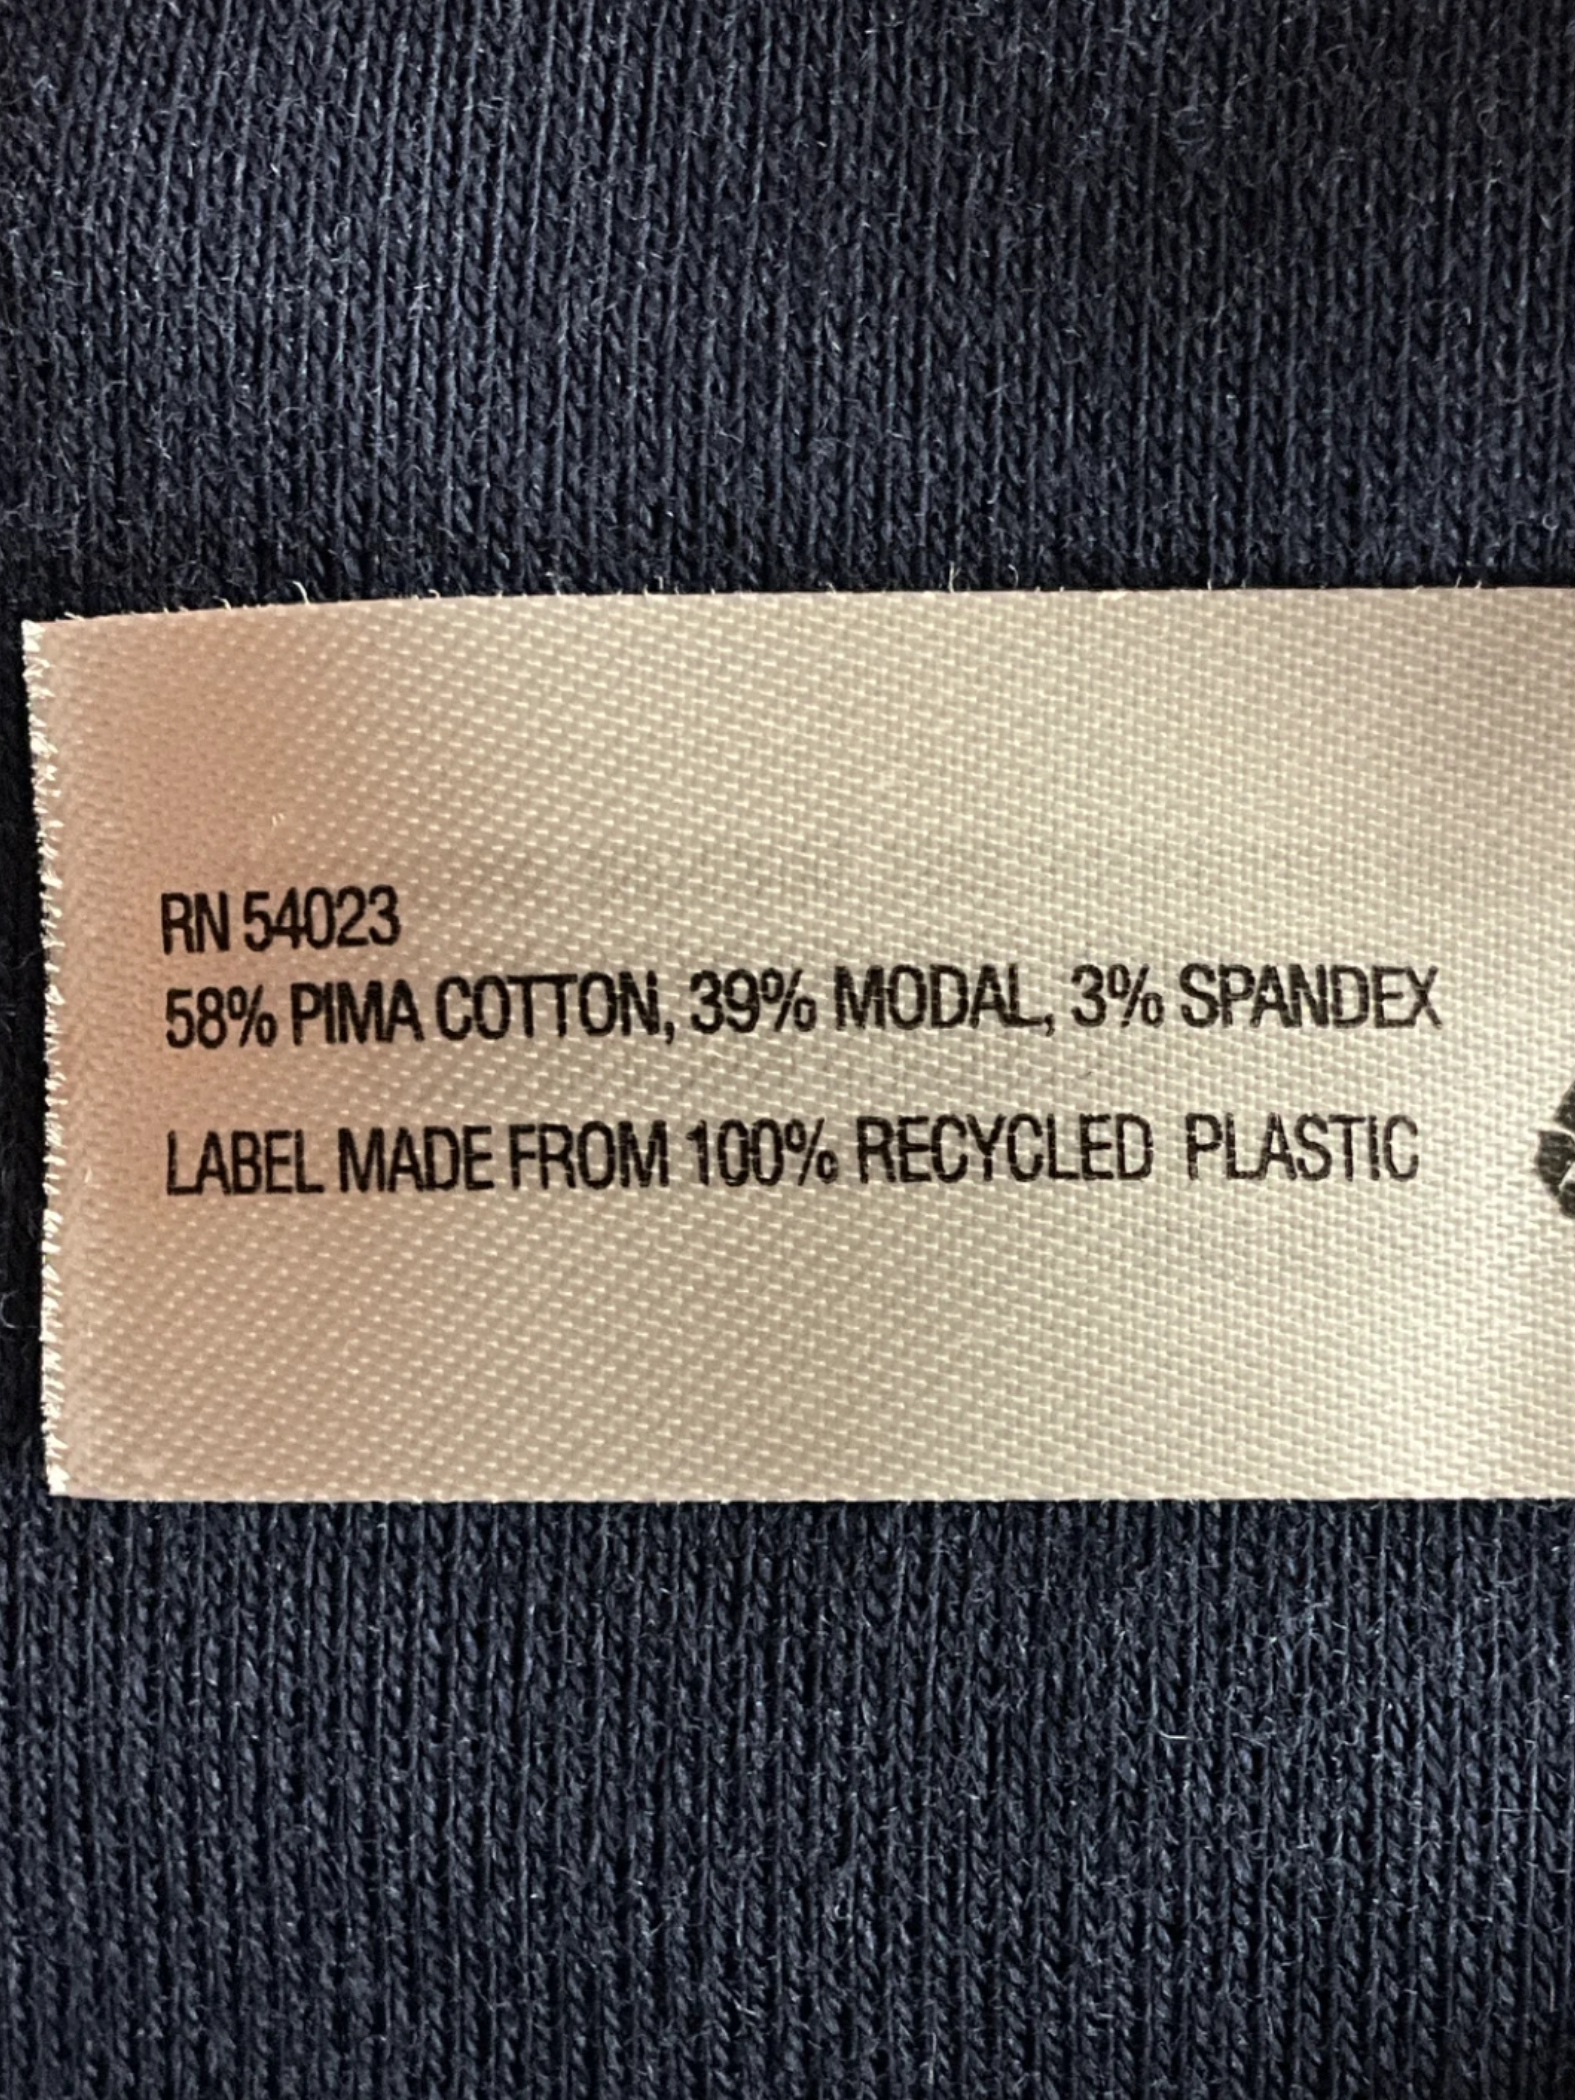 RN 54023
58% PIMA COTTON, 39% MODAL, 3% SPANDEX
LABEL MADE FROM 100% RECYCLED PLASTIC